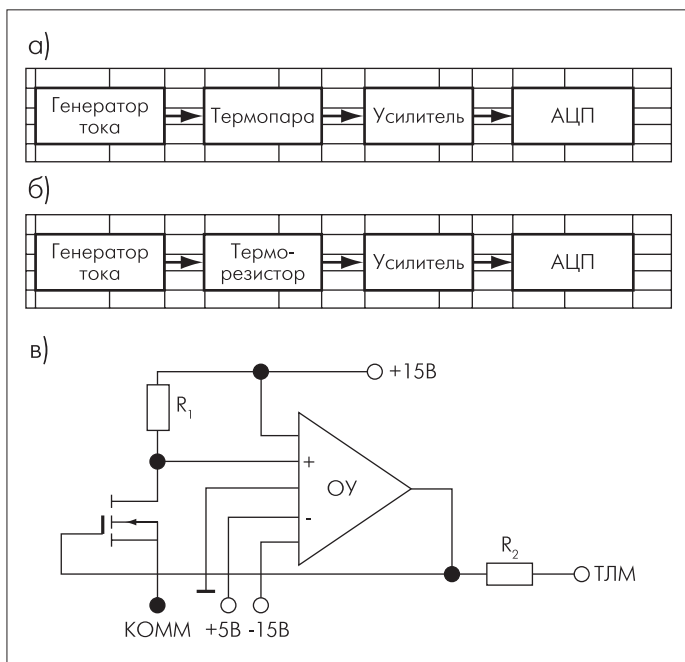 а)
Генератор
тока
Термопара
Усилитель
АЦП
б)
Генератор
тока
Термо-
резистор
Усилитель
АЦП
в)
+15В
R1
+
ОУ
-
R2
ТЛМ
КОММ +5В -15В